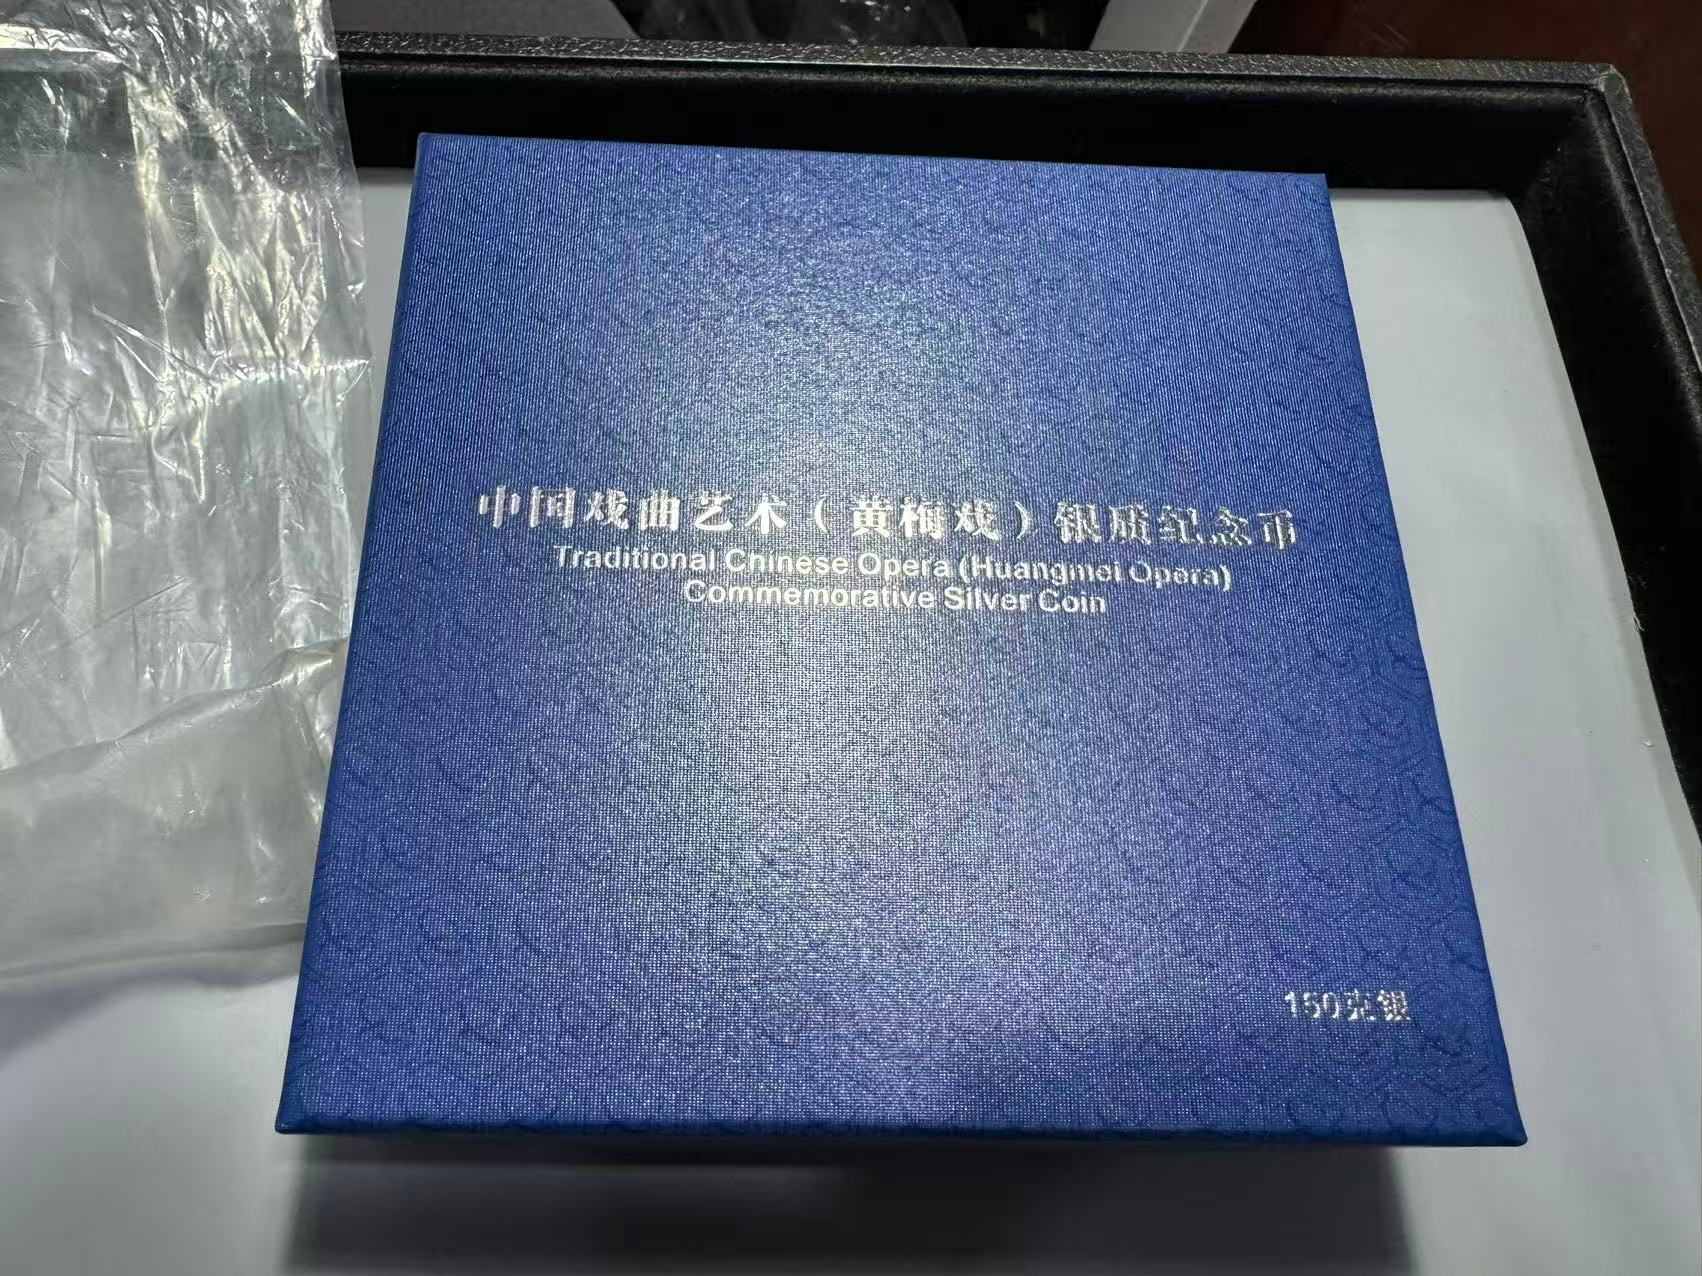 中国戏曲艺术（黄梅戏）银质纪念币
Traditional Chinese Opera (Huangmei Opera)
Commemorative Silver Coin
150克银